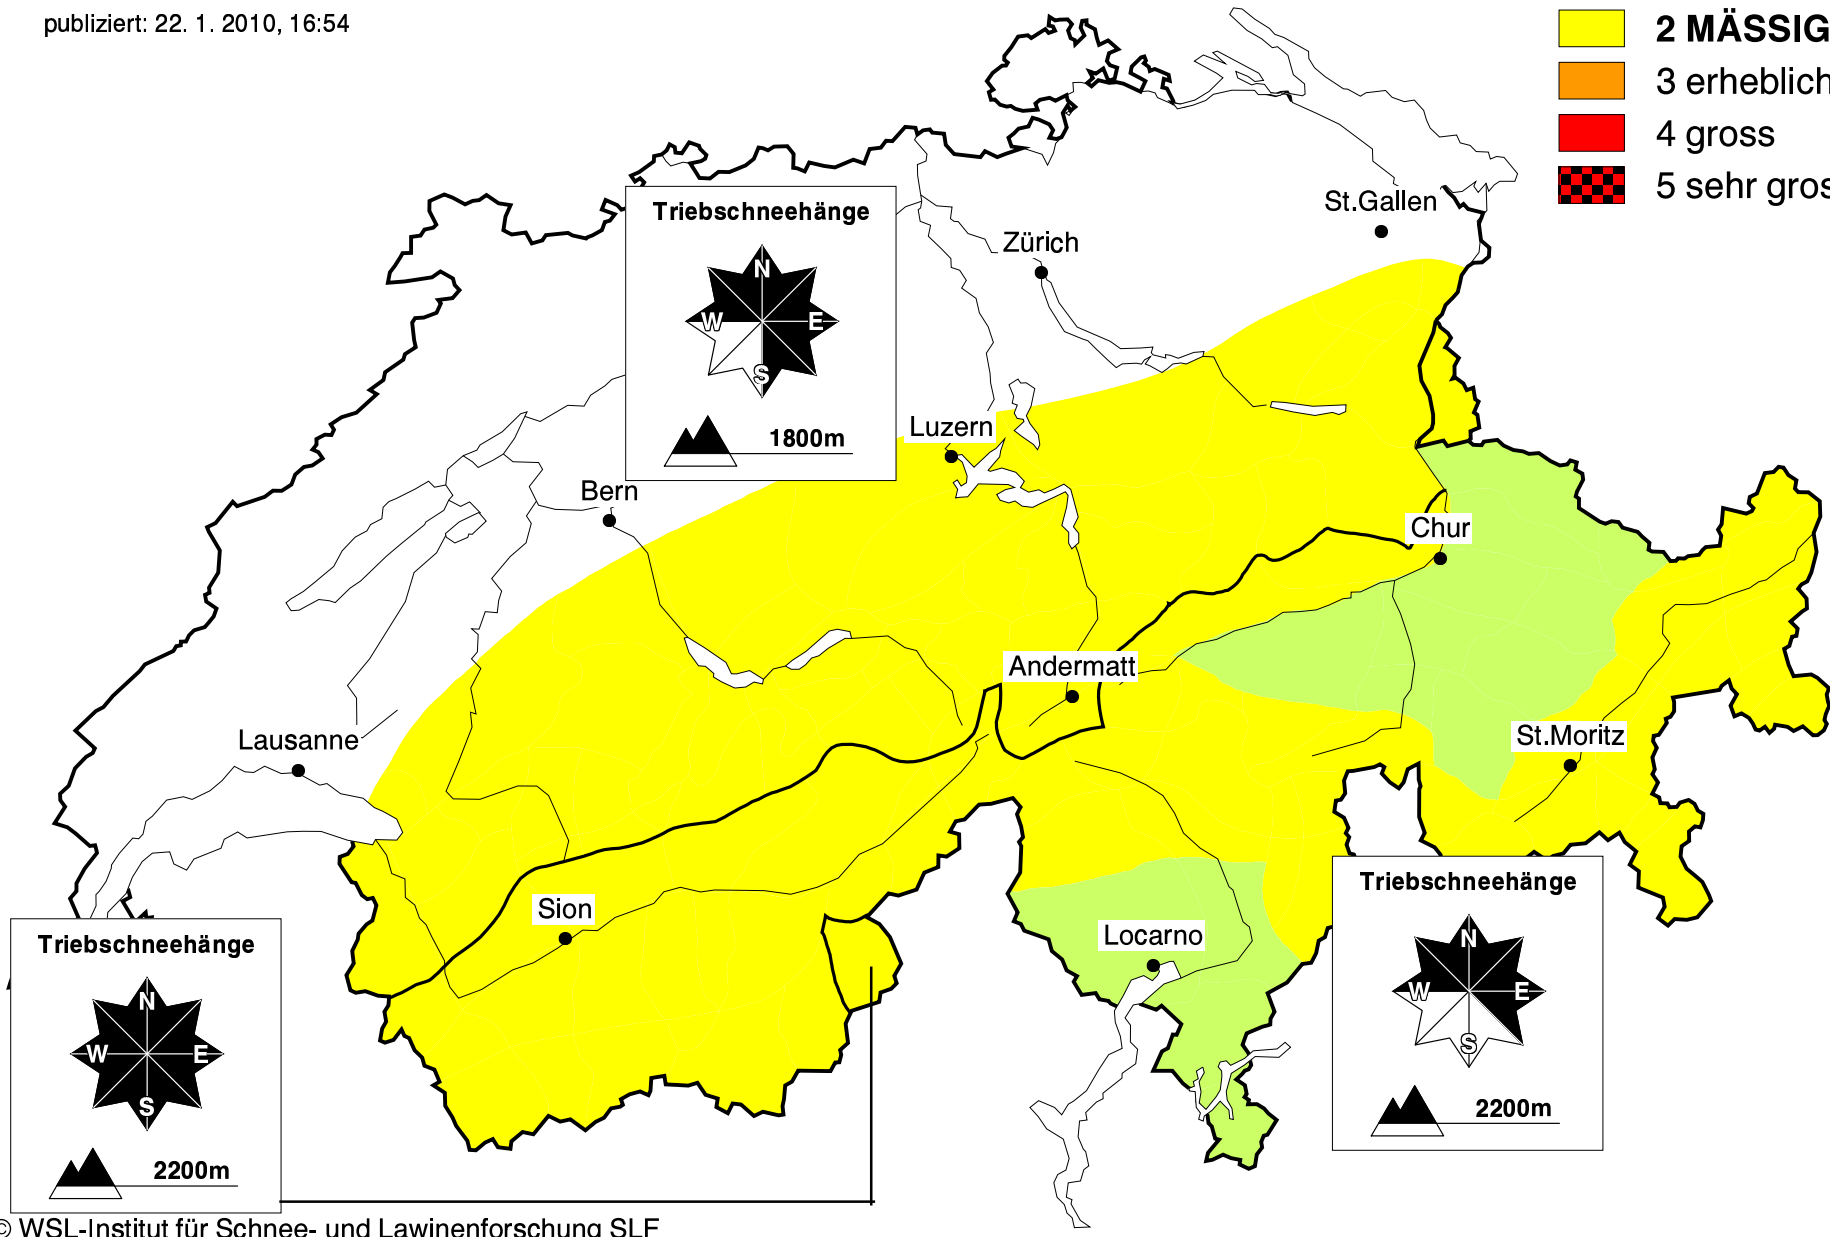 publiziert: 22. 1. 2010, 16:54
2 MÄSSIG
3 erheblich
4 gross
5 sehr gros
St.Gallen
Triebschneehänge
N
W E
S
1800m
Zürich
Luzern
Bern
Chur
Andermatt
St.Moritz
Lausanne
Sion
Locarno
Triebschneehänge
N
W E
S
2200m
Triebschneehänge
N
W E
S
2200m
© WSL-Institut für Schnee- und Lawinenforschung SLF